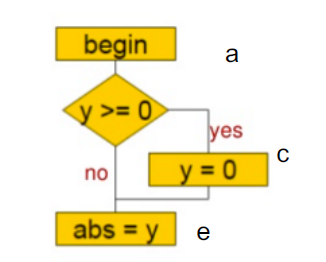 begin
a
y >= 0
yes
c
no
y = 0
abs = y
e